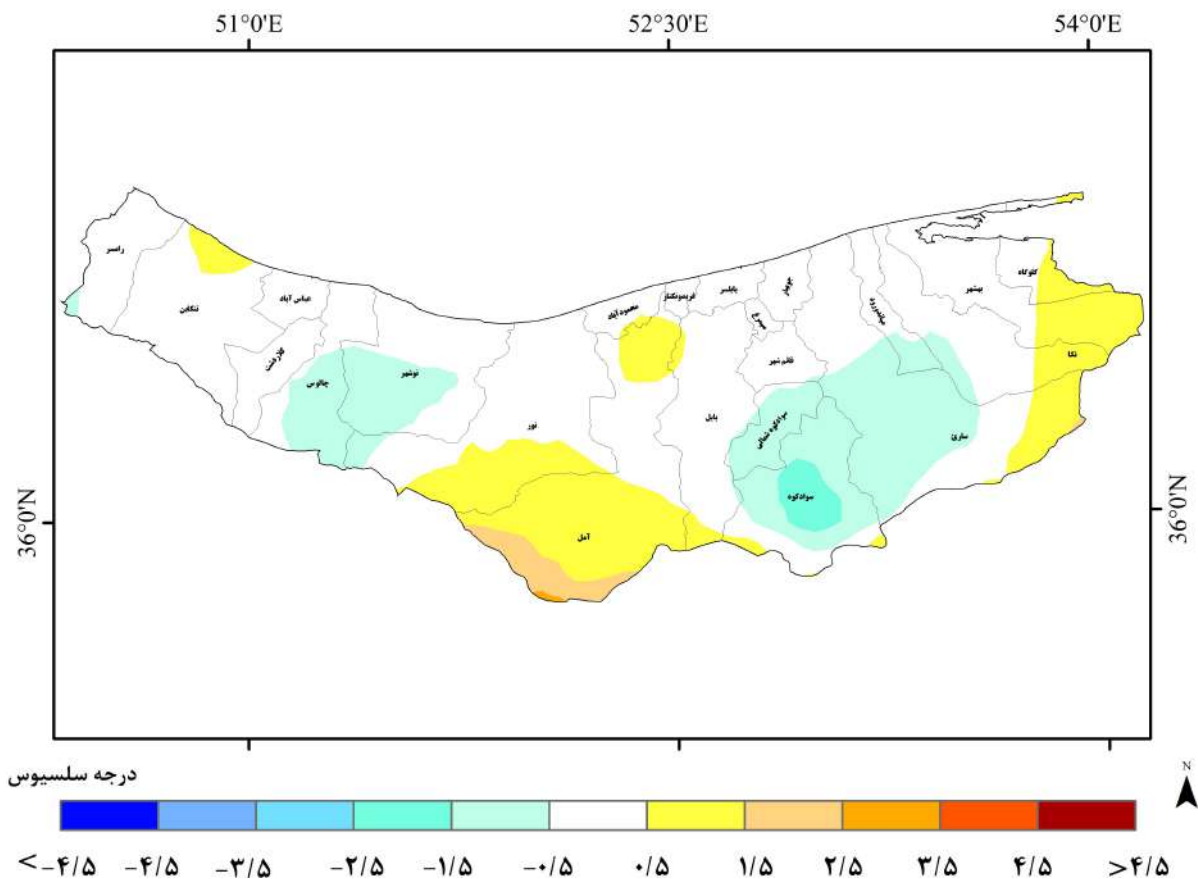 51°0'E 52°30'E 54°0'E
رامسر
تنکابن
عباس آباد
کلاردشت
چالوس
نوشهر
نور
محمودآباد
فریدونکنار
بابلسر
جویبار
سیمرغ
قائم شهر
میاندورود
بهشهر
گلوگاه
نکا
بابل
سوادکوه شمالی
ساری
سوادکوه
آمل
36°0'N 36°0'N
درجه سلسیوس
N
<-۴/۵ -۴/۵ -۳/۵ -۲/۵ -۱/۵ -۰/۵ ۰/۵ ۱/۵ ۲/۵ ۳/۵ ۴/۵ >۴/۵